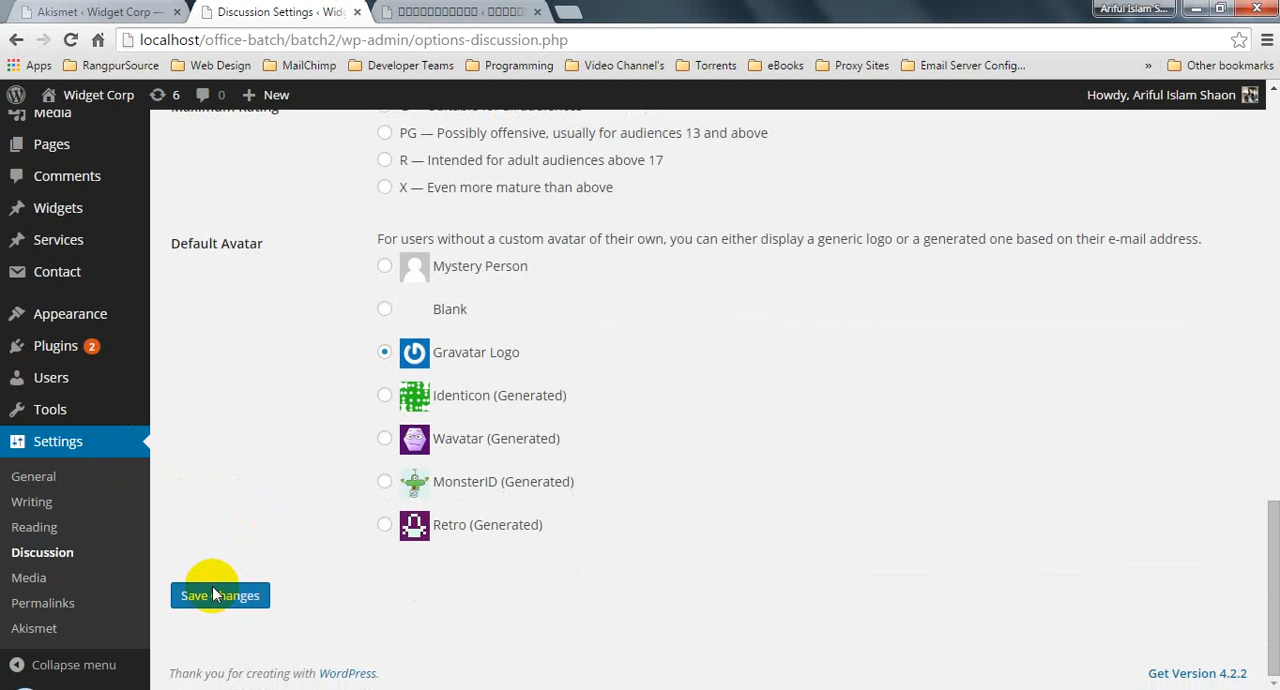 Akismet ‹ Widget Corp —
Discussion Settings ‹ Wid
Ariful Islam S...
localhost/office-batch/batch2/wp-admin/options-discussion.php
Apps
RangpurSource
Web Design
MailChimp
Developer Teams
Programming
Video Channel's
Torrents
eBooks
Proxy Sites
Email Server Config...
»
Other bookmarks
Widget Corp
6
0
New
Howdy, Ariful Islam Shaon
Media
Pages
Comments
Widgets
Services
Contact
Appearance
Plugins 2
Users
Tools
Settings
General
Writing
Reading
Discussion
Media
Permalinks
Akismet
Collapse menu
Maximum Rating
PG — Possibly offensive, usually for audiences 13 and above
R — Intended for adult audiences above 17
X — Even more mature than above
Default Avatar
For users without a custom avatar of their own, you can either display a generic logo or a generated one based on their e-mail address.
Mystery Person
Blank
Gravatar Logo
Identicon (Generated)
Wavatar (Generated)
MonsterID (Generated)
Retro (Generated)
Save Changes
Thank you for creating with WordPress.
Get Version 4.2.2